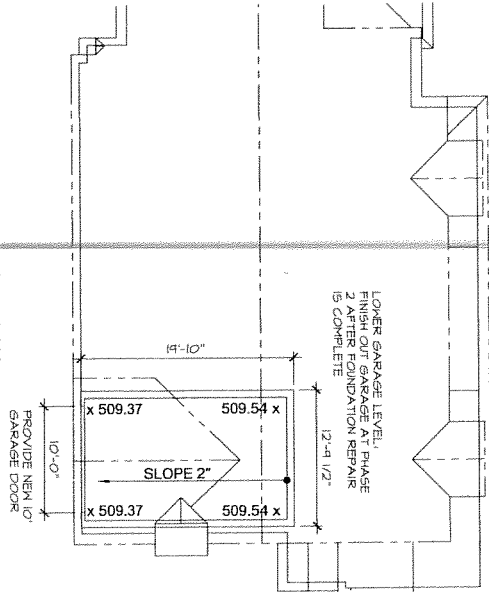 LOWER GARAGE LEVEL.
FINISH OUT GARAGE AT PHASE
2 AFTER FOUNDATION REPAIR
IS COMPLETE
19'-10"
12'-9 1/2"
x 509.37
509.54 x
SLOPE 2"
x 509.37
509.54 x
10'-0"
PROVIDE NEW 10'
GARAGE DOOR